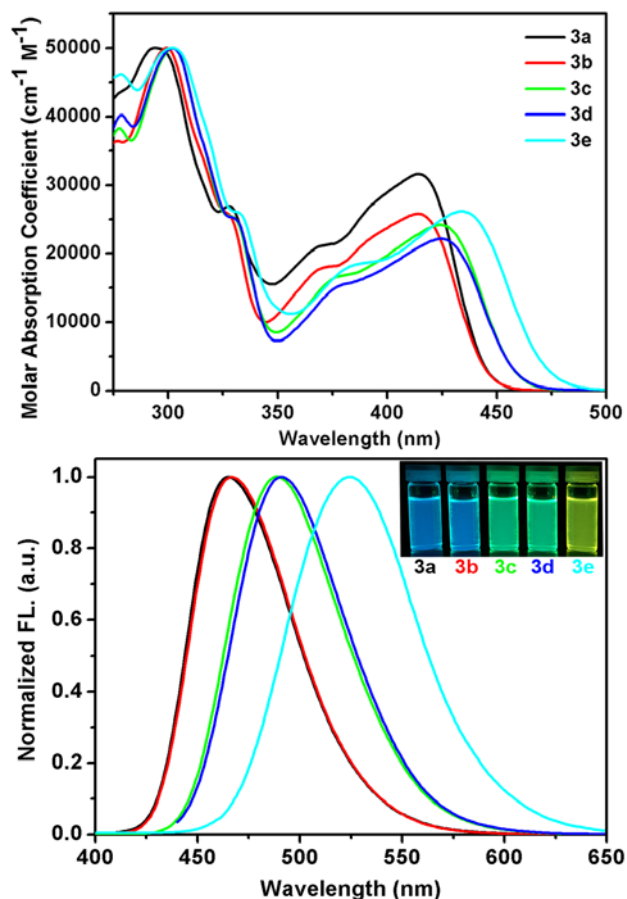 Molar Absorption Coefficient (cm⁻¹ M⁻¹)
50000
40000
30000
20000
10000
0
3a
3b
3c
3d
3e
300 350 400 450 500
Wavelength (nm)
Normalized FL. (a.u.)
1.0
0.8
0.6
0.4
0.2
0.0
3a 3b 3c 3d 3e
400 450 500 550 600 650
Wavelength (nm)